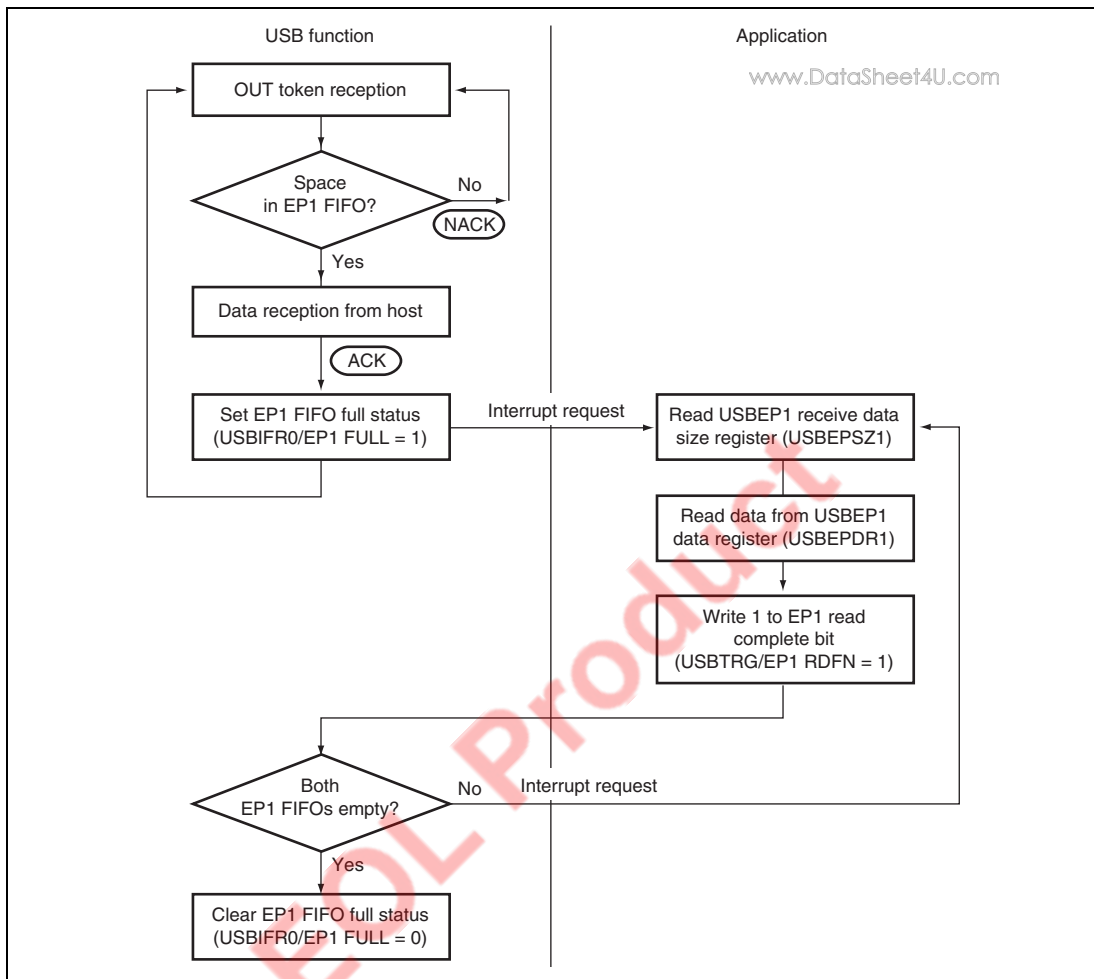 USB function
Application
www.DataSheet4U.com
OUT token reception
Space
in EP1 FIFO?
No
NACK
Yes
Data reception from host
ACK
Set EP1 FIFO full status
(USBIFR0/EP1 FULL = 1)
Interrupt request
Read USBEP1 receive data
size register (USBEPSZ1)
Read data from USBEP1
data register (USBEPDR1)
Write 1 to EP1 read
complete bit
(USBTRG/EP1 RDFN = 1)
Both
EP1 FIFOs empty?
No
Interrupt request
Yes
Clear EP1 FIFO full status
(USBIFR0/EP1 FULL = 0)
EOL Product